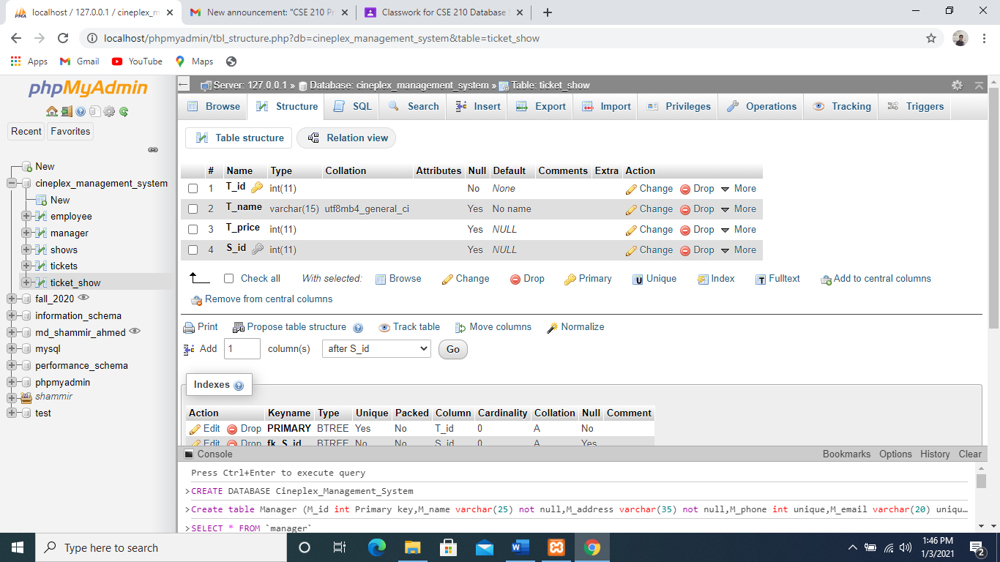 localhost / 127.0.0.1 / cineplex_m
New announcement: "CSE 210 Pr
Classwork for CSE 210 Database
localhost/phpmyadmin/tbl_structure.php?db=cineplex_management_system&table=ticket_show
Apps Gmail YouTube Maps
phpMyAdmin
Recent Favorites
New
cineplex_management_system
New
employee
manager
shows
tickets
ticket_show
fall_2020
information_schema
md_shammir_ahmed
mysql
performance_schema
phpmyadmin
shammir
test
Server: 127.0.0.1 » Database: cineplex_management_system » Table: ticket_show
Browse Structure SQL Search Insert Export Import Privileges Operations Tracking Triggers
Table structure Relation view
# Name Type Collation Attributes Null Default Comments Extra Action
1 T_id int(11) No None Change Drop More
2 T_name varchar(15) utf8mb4_general_ci Yes No name Change Drop More
3 T_price int(11) Yes NULL Change Drop More
4 S_id int(11) Yes NULL Change Drop More
Check all With selected: Browse Change Drop Primary Unique Index Fulltext Add to central columns
Remove from central columns
Print Propose table structure Track table Move columns Normalize
Add 1 column(s) after S_id Go
Indexes
Action Keyname Type Unique Packed Column Cardinality Collation Null Comment
Edit Drop PRIMARY BTREE Yes No T_id 0 A No
Edit Drop fk_S_id BTREE No No S_id 0 A Yes
Console Bookmarks Options History Clear
Press Ctrl+Enter to execute query
>CREATE DATABASE Cineplex_Management_System
>Create table Manager (M_id int Primary key,M_name varchar(25) not null,M_address varchar(35) not null,M_phone int unique,M_email varchar(20) uniqu…
>SELECT * FROM `manager`
Type here to search
1:46 PM
1/3/2021
2